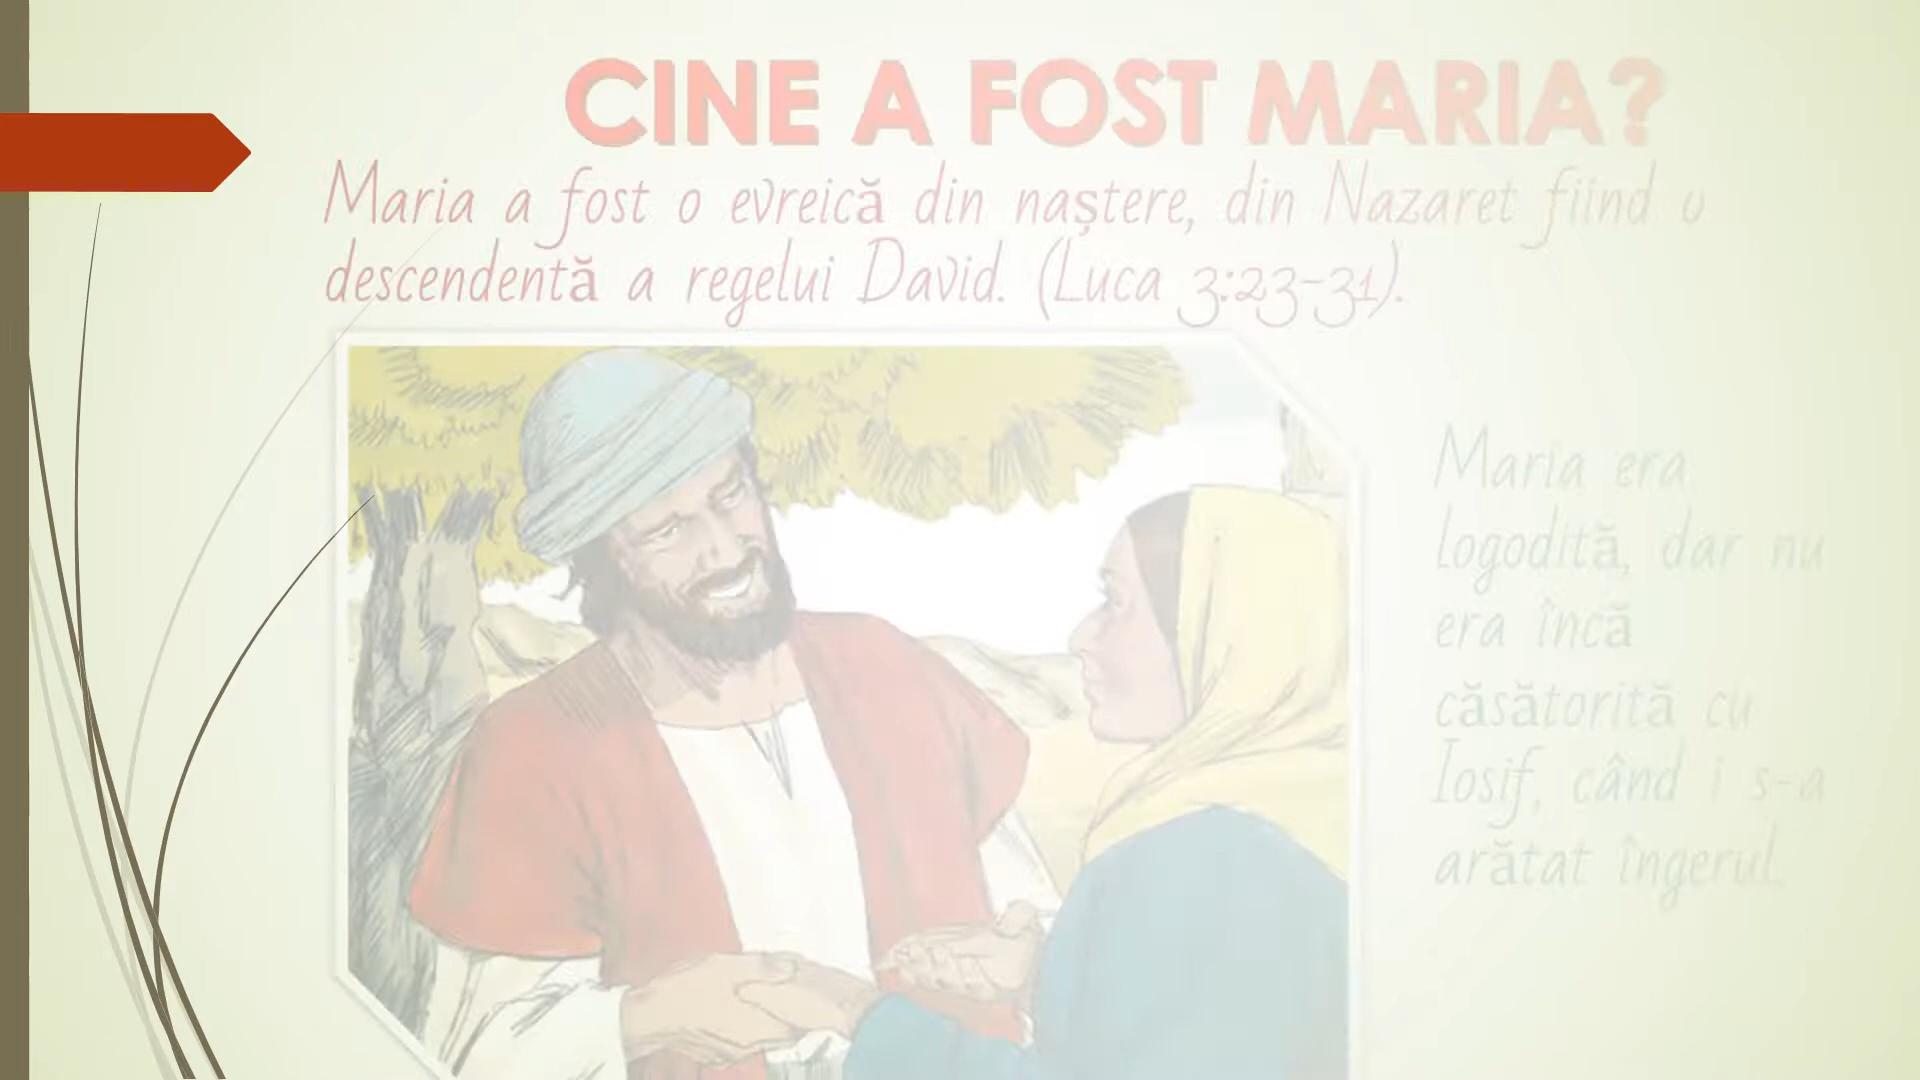 CINE A FOST MARIA?
Maria a fost o evreică din naștere, din Nazaret fiind o
descendentă a regelui David. (Luca 3:23-31).
Maria era
logodită, dar nu
era încă
căsătorită cu
Iosif, când i s-a
arătat îngerul.